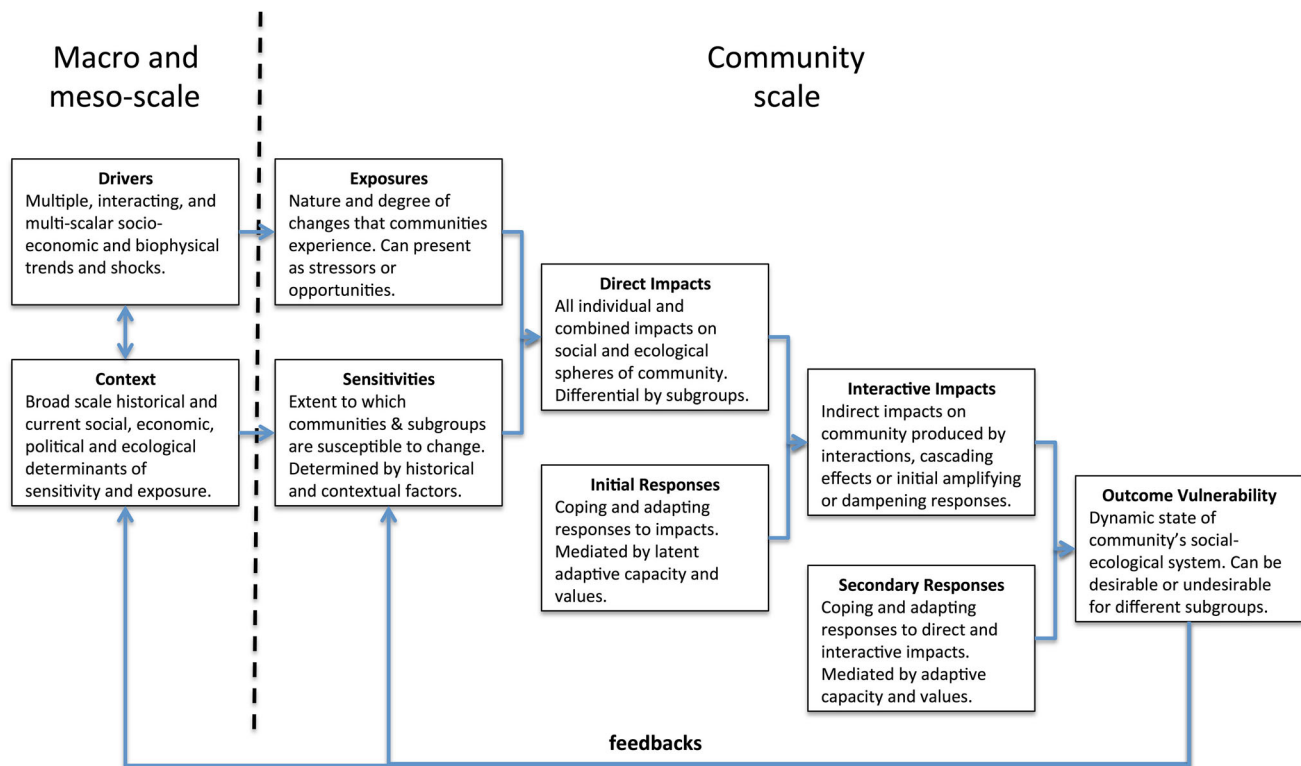 Macro and
meso-scale
Community
scale
Drivers
Multiple, interacting, and
multi-scalar socio-
economic and biophysical
trends and shocks.
Exposures
Nature and degree of
changes that communities
experience. Can present
as stressors or
opportunities.
Context
Broad scale historical and
current social, economic,
political and ecological
determinants of
sensitivity and exposure.
Sensitivities
Extent to which
communities & subgroups
are susceptible to change.
Determined by historical
and contextual factors.
Direct Impacts
All individual and
combined impacts on
social and ecological
spheres of community.
Differential by subgroups.
Initial Responses
Coping and adapting
responses to impacts.
Mediated by latent
adaptive capacity and
values.
Interactive Impacts
Indirect impacts on
community produced by
interactions, cascading
effects or initial amplifying
or dampening responses.
Secondary Responses
Coping and adapting
responses to direct and
interactive impacts.
Mediated by adaptive
capacity and values.
Outcome Vulnerability
Dynamic state of
community's social-
ecological system. Can be
desirable or undesirable
for different subgroups.
feedbacks